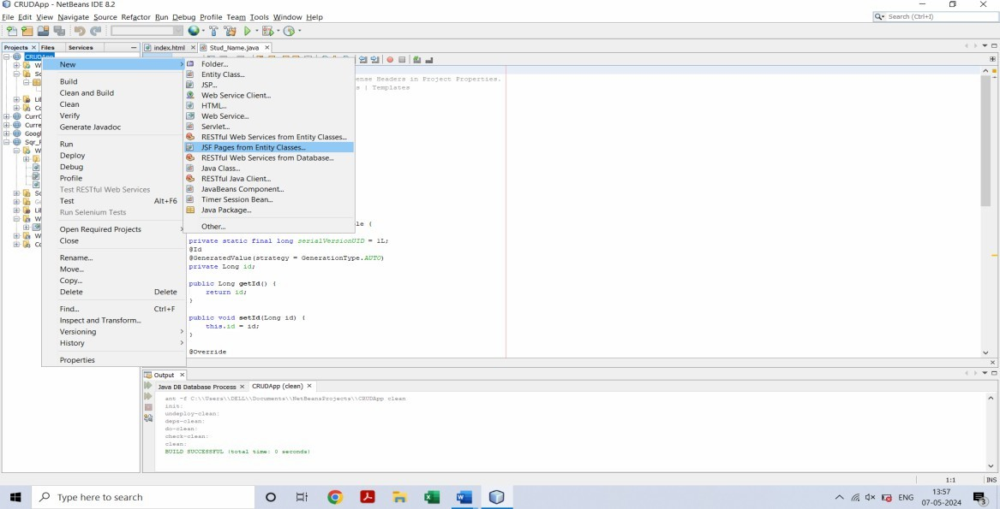 CRUDApp - NetBeans IDE 8.2
File Edit View Navigate Source Refactor Run Debug Profile Team Tools Window Help
Search (Ctrl+I)
Projects Files Services
index.html Stud_Name.java
CRUDApp
New
Build
Clean and Build
Clean
Verify
Generate Javadoc
Run
Deploy
Debug
Profile
Test RESTful Web Services
Test Alt+F6
Run Selenium Tests
Open Required Projects
Close
Rename...
Move...
Copy...
Delete Delete
Find... Ctrl+F
Inspect and Transform...
Versioning
History
Properties
Folder...
Entity Class...
JSP...
Web Service Client...
HTML...
Web Service...
Servlet...
RESTful Web Services from Entity Classes...
JSF Pages from Entity Classes...
RESTful Web Services from Database...
Java Class...
RESTful Java Client...
JavaBeans Component...
Timer Session Bean...
Java Package...
Other...
ense Headers in Project Properties.
s | Templates
le {
private static final long serialVersionUID = 1L;
@Id
@GeneratedValue(strategy = GenerationType.AUTO)
private Long id;
public Long getId() {
return id;
}
public void setId(Long id) {
this.id = id;
}
@Override
Output
Java DB Database Process CRUDApp (clean)
ant -f C:\\Users\\DELL\\Documents\\NetBeansProjects\\CRUDApp clean
init:
undeploy-clean:
deps-clean:
do-clean:
check-clean:
clean:
BUILD SUCCESSFUL (total time: 0 seconds)
1:1 INS
Type here to search
ENG
13:57
07-05-2024
3